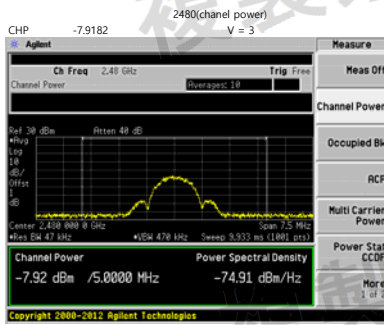 2480(chanel power)
CHP -7.9182 V = 3
Agilent Measure
Ch Freq 2.48 GHz Trig Free Meas Off
Channel Power Averages: 10
Channel Power
Ref 30 dBm Atten 40 dB
#Avg
Log
10
dB/
Offst
1
dB
Occupied BW
ACP
Multi Carrier
Power
Center 2.480 000 0 GHz Span 7.5 MHz
#Res BW 47 kHz #VBW 470 kHz Sweep 9.933 ms (1001 pts)
Power Stat
CCDF
Channel Power Power Spectral Density
-7.92 dBm /5.0000 MHz -74.91 dBm/Hz
More
1 of 2
Copyright 2000-2012 Agilent Technologies